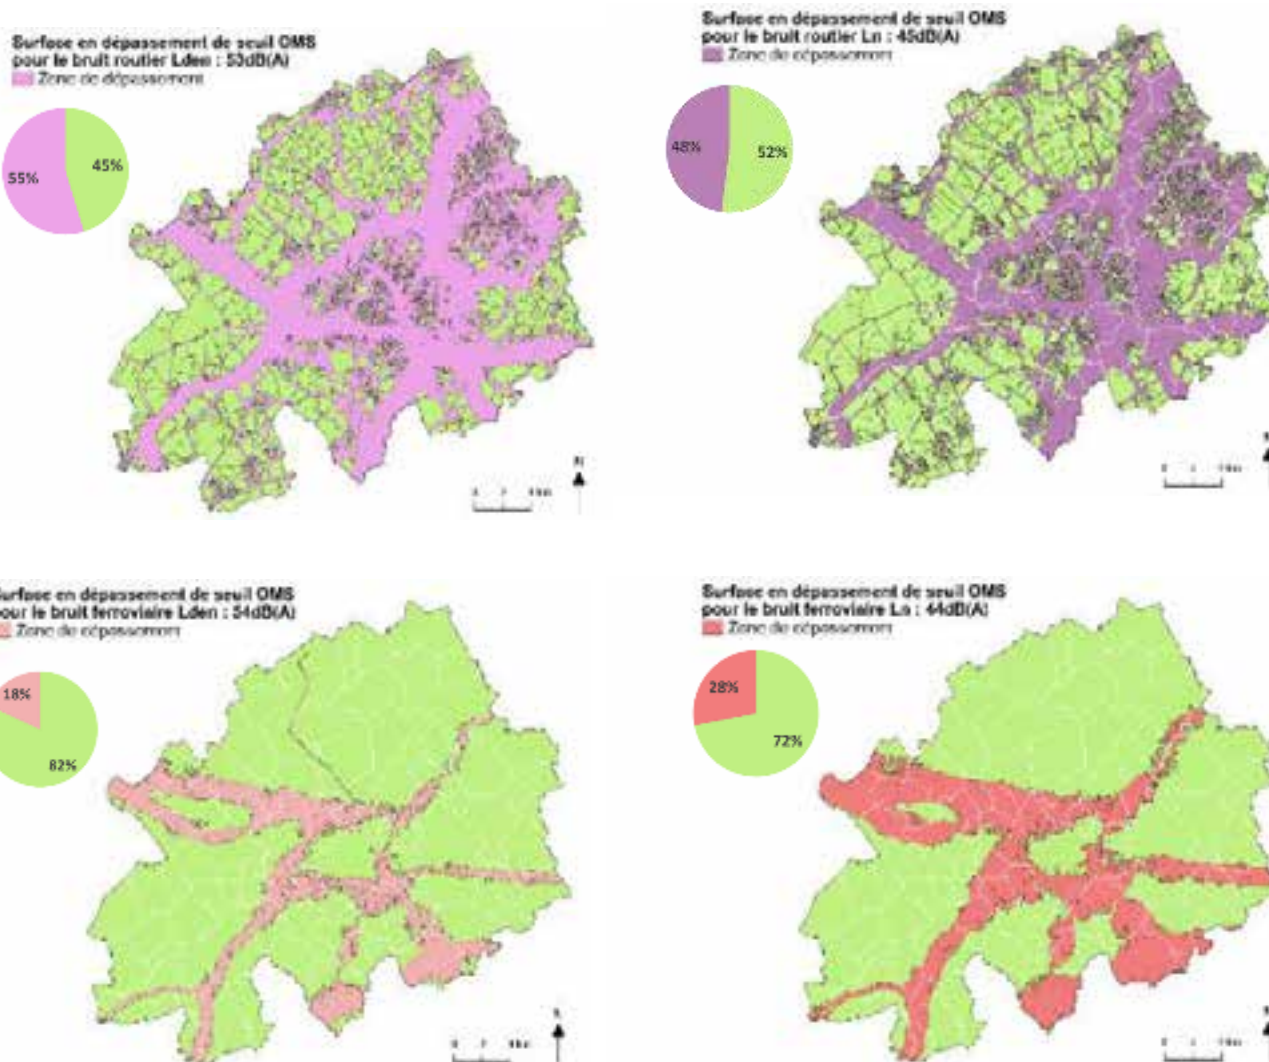 Surface en dépassement de seuil OMS
pour le bruit routier Lden : 53dB(A)
Zone de dépassement
55%
45%
Surface en dépassement de seuil OMS
pour le bruit routier Ln : 45dB(A)
Zone de dépassement
48%
52%
N
N
Surface en dépassement de seuil OMS
pour le bruit ferroviaire Lden : 54dB(A)
Zone de dépassement
18%
82%
Surface en dépassement de seuil OMS
pour le bruit ferroviaire Ln : 44dB(A)
Zone de dépassement
28%
72%